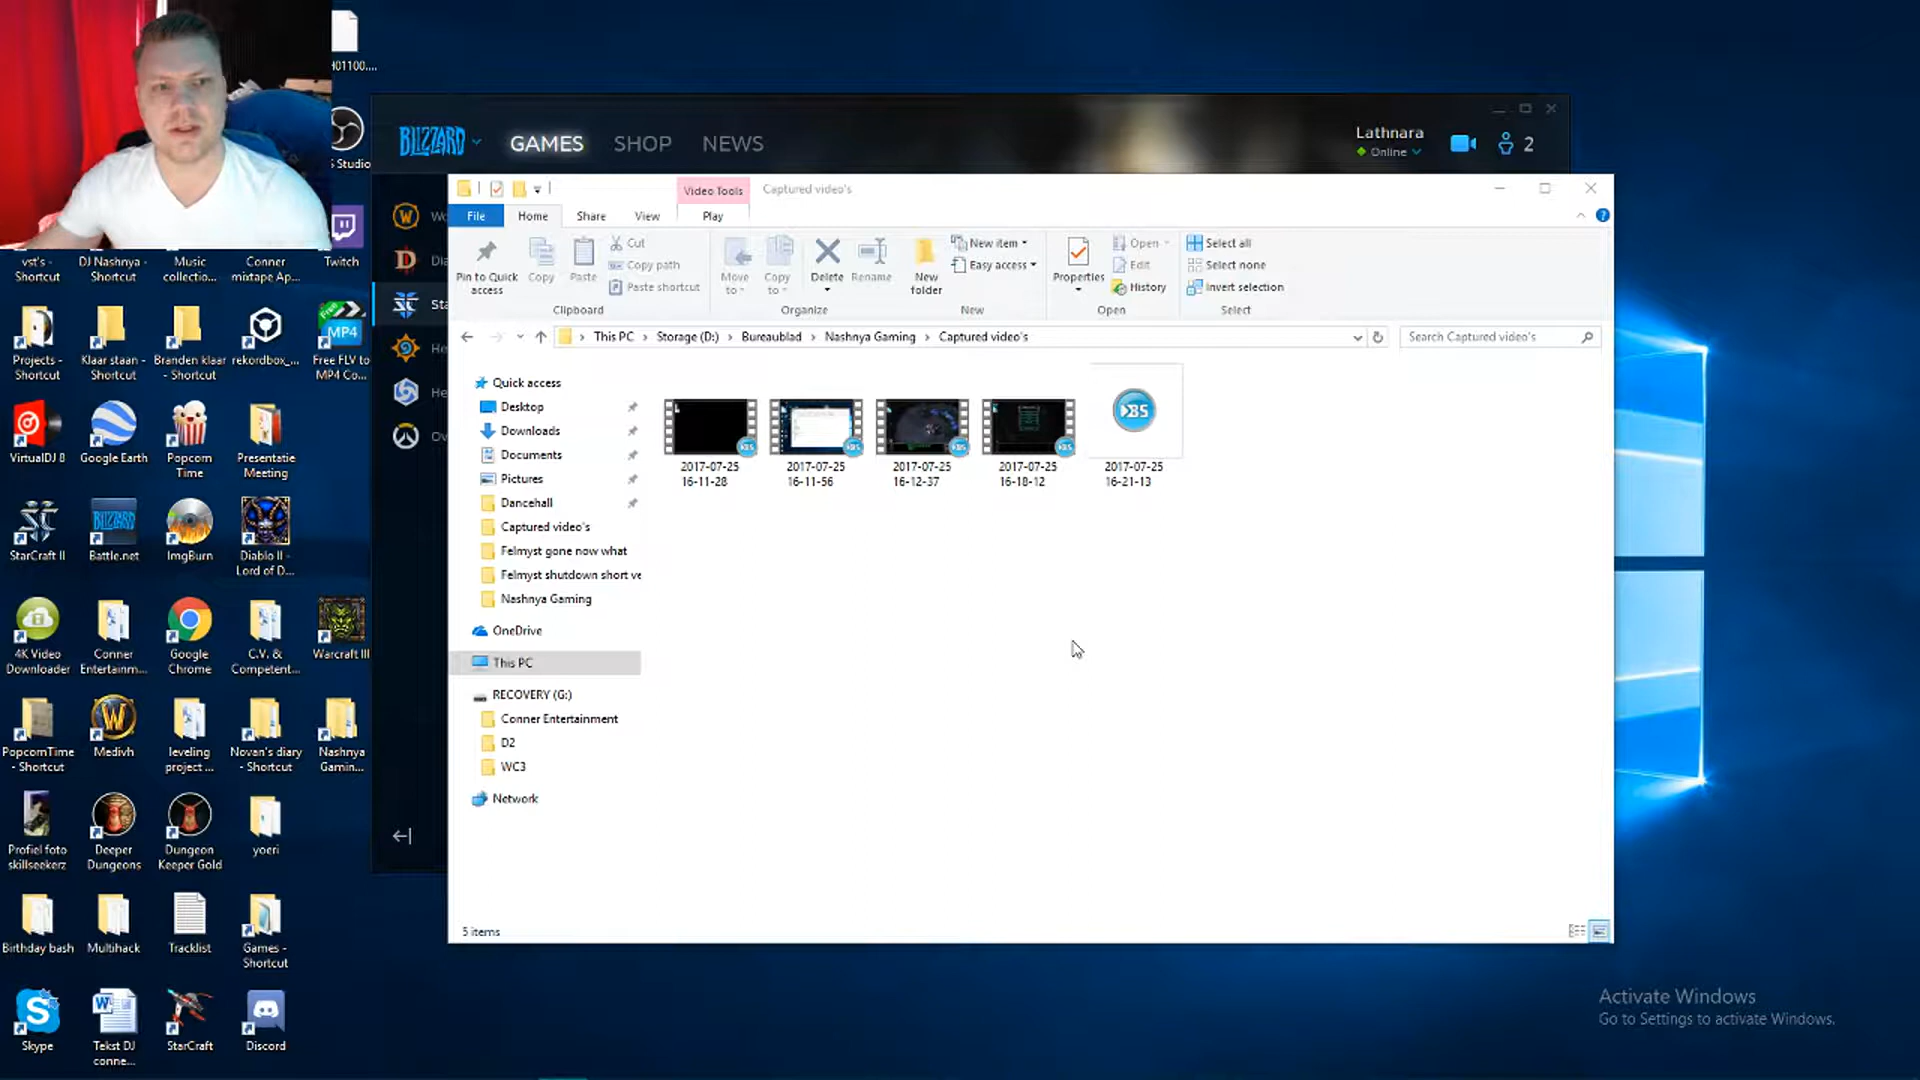 H01100....
S Studio
Twitch
vst's -
Shortcut
DJ Nashnya -
Shortcut
Music
collectio...
Conner
mixtape Ap...
Projects -
Shortcut
Klaar staan -
Shortcut
Branden klaar
- Shortcut
rekordbox_...
Free FLV to
MP4 Co...
Free
MP4
VirtualDJ 8
Google Earth
Popcorn
Time
Presentatie
Meeting
StarCraft II
Battle.net
ImgBurn
Diablo II -
Lord of D...
4K Video
Downloader
Conner
Entertainm...
Google
Chrome
C.V. &
Competent...
Warcraft III
PopcornTime
- Shortcut
Medivh
leveling
project ...
Novan's diary
- Shortcut
Nashnya
Gamin...
Profiel foto
skillseekerz
Deeper
Dungeons
Dungeon
Keeper Gold
yoeri
Birthday bash
Multihack
Tracklist
Games -
Shortcut
Skype
Tekst DJ
conne...
StarCraft
Discord
BLIZZARD
GAMES
SHOP
NEWS
Lathnara
Online
2
Wo
Dia
Sta
He
He
Ov
Video Tools
Captured video's
File
Home
Share
View
Play
Pin to Quick
access
Copy
Paste
Cut
Copy path
Paste shortcut
Clipboard
Move
to
Copy
to
Delete
Rename
Organize
New
folder
New item
Easy access
New
Properties
Open
Edit
History
Open
Select all
Select none
Invert selection
Select
This PC
Storage (D:)
Bureaublad
Nashnya Gaming
Captured video's
Search Captured video's
Quick access
Desktop
Downloads
Documents
Pictures
Dancehall
Captured video's
Felmyst gone now what
Felmyst shutdown short ve
Nashnya Gaming
OneDrive
This PC
RECOVERY (G:)
Conner Entertainment
D2
WC3
Network
2017-07-25
16-11-28
2017-07-25
16-11-56
2017-07-25
16-12-37
2017-07-25
16-18-12
2017-07-25
16-21-13
5 items
Activate Windows
Go to Settings to activate Windows.